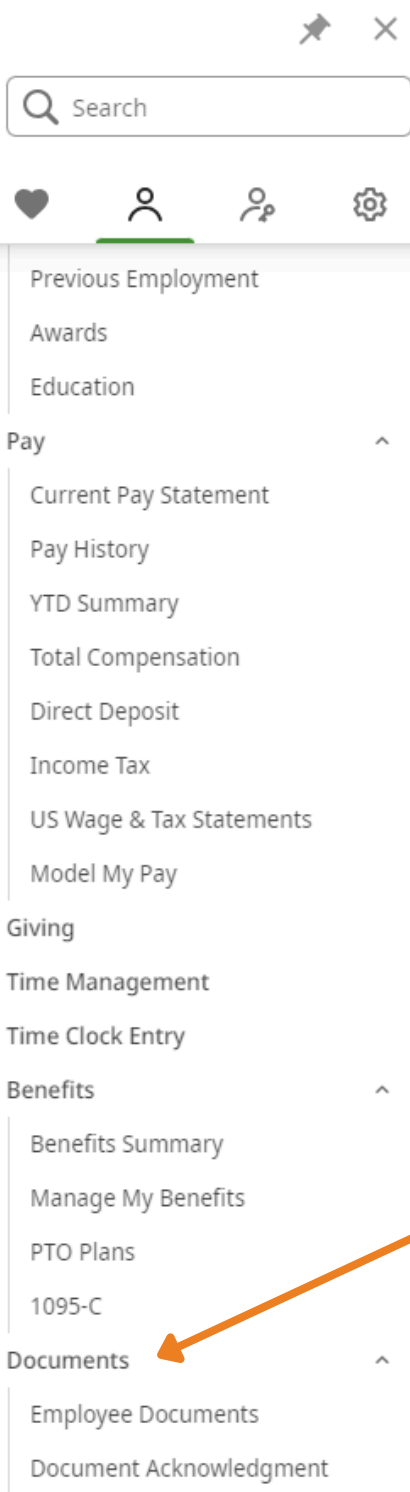 Search
Previous Employment
Awards
Education
Pay
Current Pay Statement
Pay History
YTD Summary
Total Compensation
Direct Deposit
Income Tax
US Wage & Tax Statements
Model My Pay
Giving
Time Management
Time Clock Entry
Benefits
Benefits Summary
Manage My Benefits
PTO Plans
1095-C
Documents
Employee Documents
Document Acknowledgment